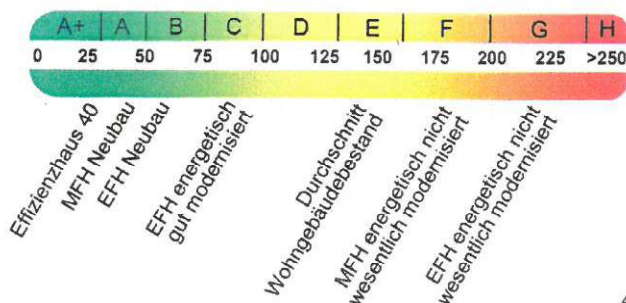 A+ A B C D E F G H
0 25 50 75 100 125 150 175 200 225 >250
Effizienzhaus 40
MFH Neubau
EFH Neubau
EFH energetisch
gut modernisiert
Durchschnitt
Wohngebäudebestand
MFH energetisch nicht
wesentlich modernisiert
EFH energetisch nicht
wesentlich modernisiert